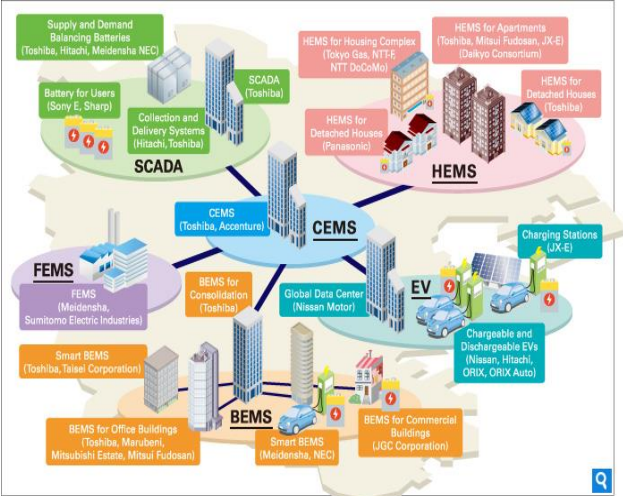 Supply and Demand
Balancing Batteries
(Toshiba, Hitachi, Meidensha NEC)
Battery for Users
(Sony E, Sharp)
Collection and
Delivery Systems
(Hitachi, Toshiba)
SCADA
(Toshiba)
SCADA
HEMS for Housing Complex
(Tokyo Gas, NTT-F,
NTT DoCoMo)
HEMS for Apartments
(Toshiba, Mitsui Fudosan, JX-E)
(Daikyo Consortium)
HEMS for
Detached Houses
(Toshiba)
HEMS for
Detached Houses
(Panasonic)
HEMS
CEMS
(Toshiba, Accenture)
CEMS
FEMS
FEMS
(Meidensha,
Sumitomo Electric Industries)
BEMS for
Consolidation
(Toshiba)
Global Data Center
(Nissan Motor)
Charging Stations
(JX-E)
EV
Chargeable and
Dischargeable EVs
(Nissan, Hitachi,
ORIX, ORIX Auto)
Smart BEMS
(Toshiba, Taisei Corporation)
BEMS for Office Buildings
(Toshiba, Marubeni,
Mitsubishi Estate, Mitsui Fudosan)
BEMS
Smart BEMS
(Meidensha, NEC)
BEMS for Commercial
Buildings
(JGC Corporation)